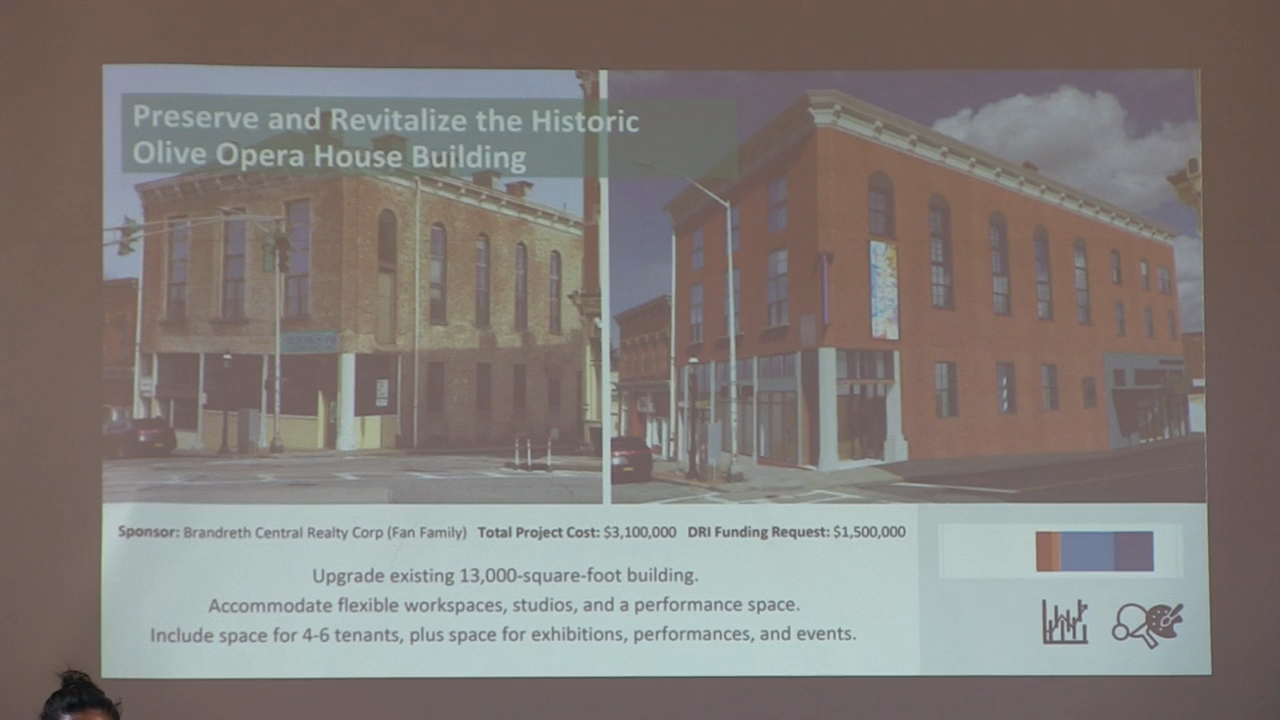 Preserve and Revitalize the Historic
Olive Opera House Building
Sponsor: Brandreth Central Realty Corp (Fan Family) Total Project Cost: $3,100,000 DRI Funding Request: $1,500,000
Upgrade existing 13,000-square-foot building.
Accommodate flexible workspaces, studios, and a performance space.
Include space for 4-6 tenants, plus space for exhibitions, performances, and events.